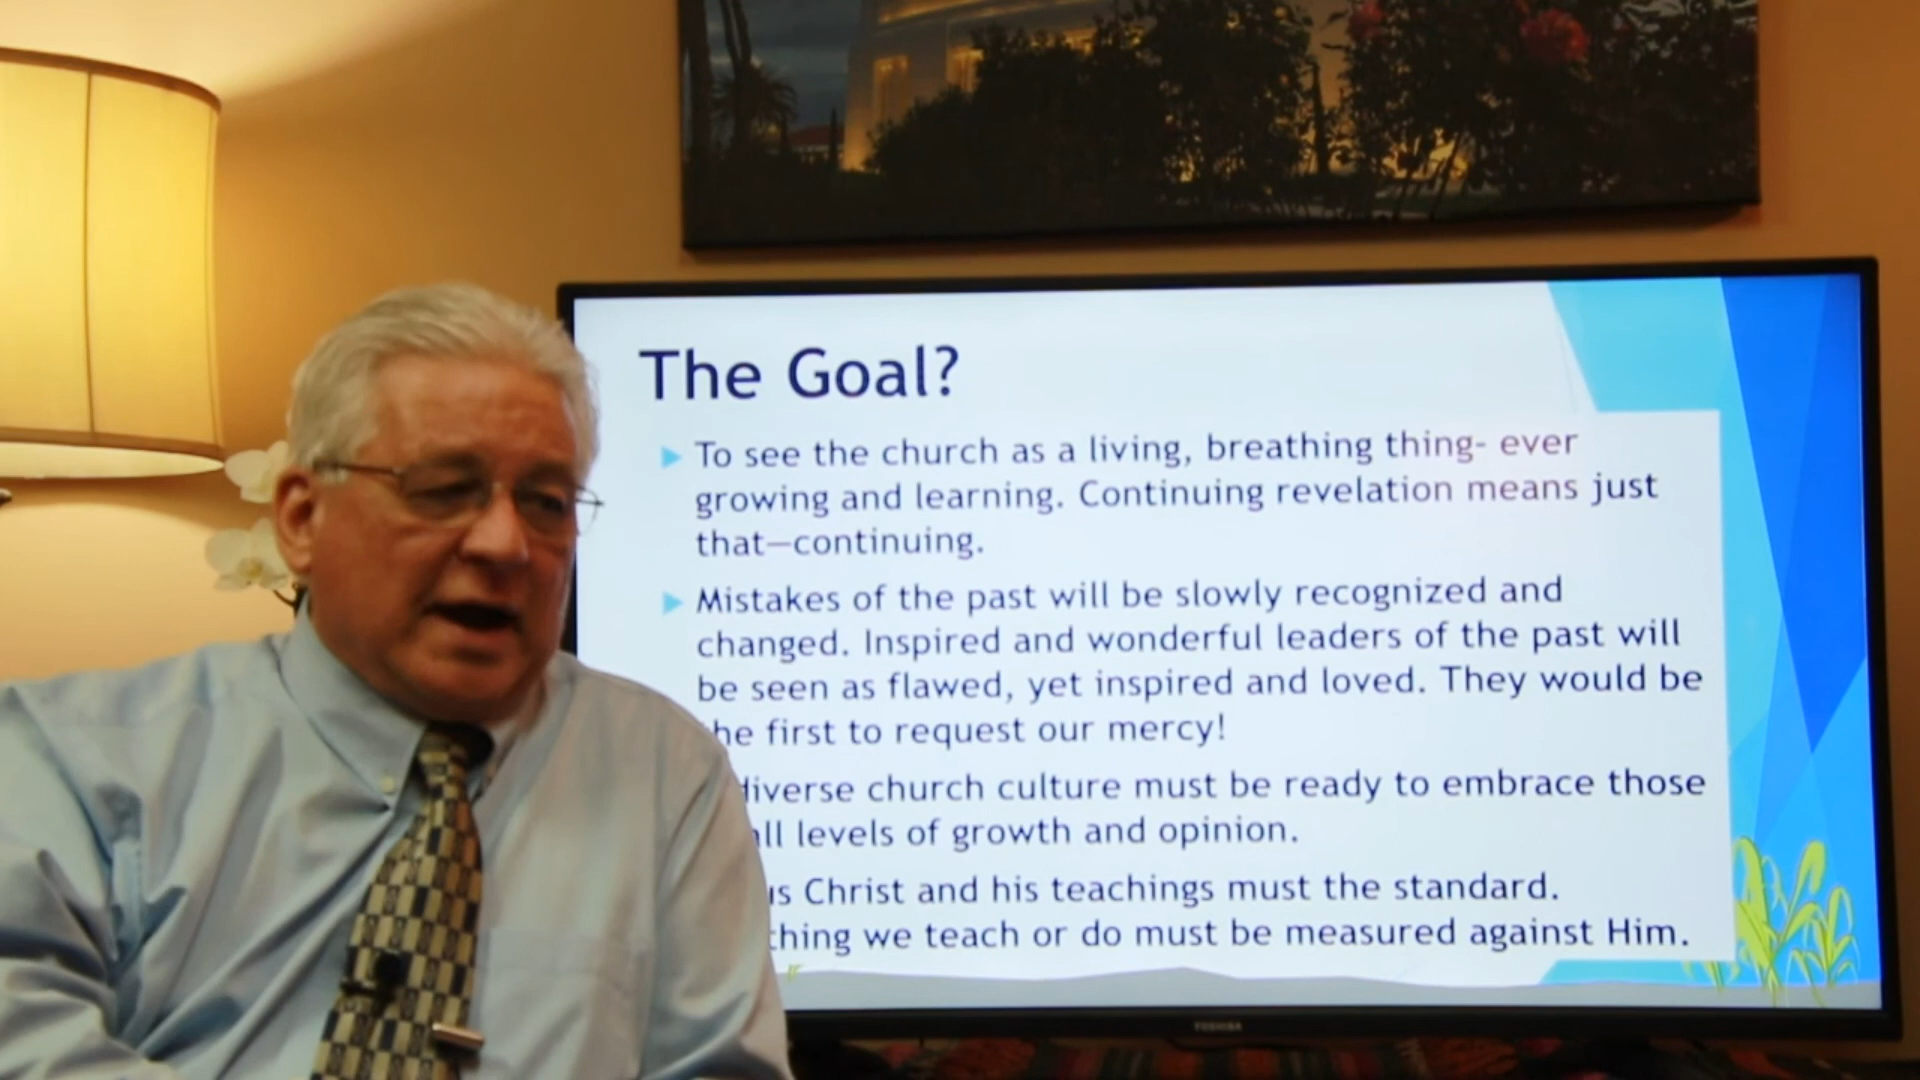 The Goal?
To see the church as a living, breathing thing- ever
growing and learning. Continuing revelation means just
that—continuing.
Mistakes of the past will be slowly recognized and
changed. Inspired and wonderful leaders of the past will
be seen as flawed, yet inspired and loved. They would be
he first to request our mercy!
diverse church culture must be ready to embrace those
levels of growth and opinion.
Christ and his teachings must the standard.
thing we teach or do must be measured against Him.
TOSHIBA